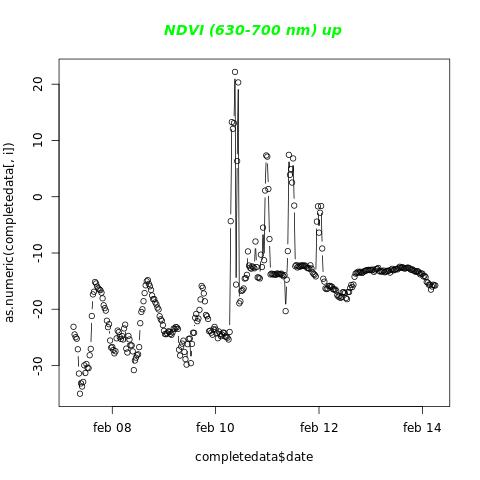 NDVI (630-700 nm) up
as.numeric(completedata[, i])
20
10
0
-10
-20
-30
feb 08
feb 10
feb 12
feb 14
completedata$date